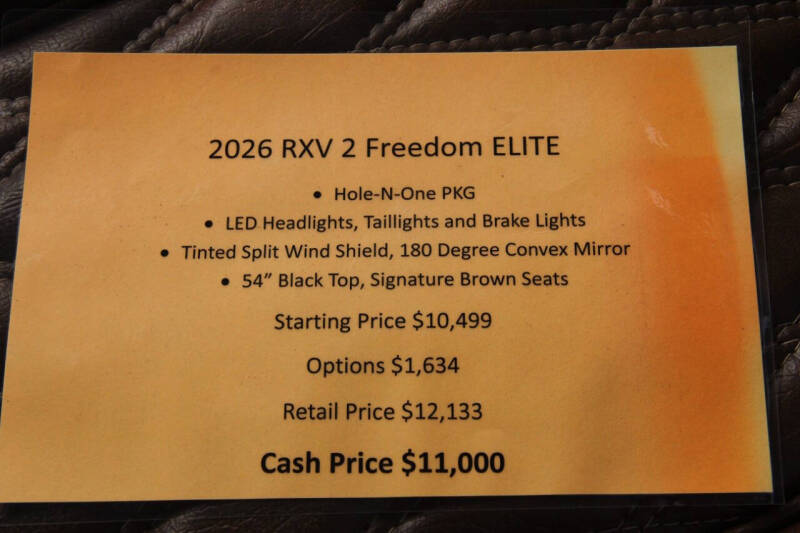 2026 RXV 2 Freedom ELITE
• Hole-N-One PKG
• LED Headlights, Taillights and Brake Lights
• Tinted Split Wind Shield, 180 Degree Convex Mirror
• 54” Black Top, Signature Brown Seats
Starting Price $10,499
Options $1,634
Retail Price $12,133
Cash Price $11,000